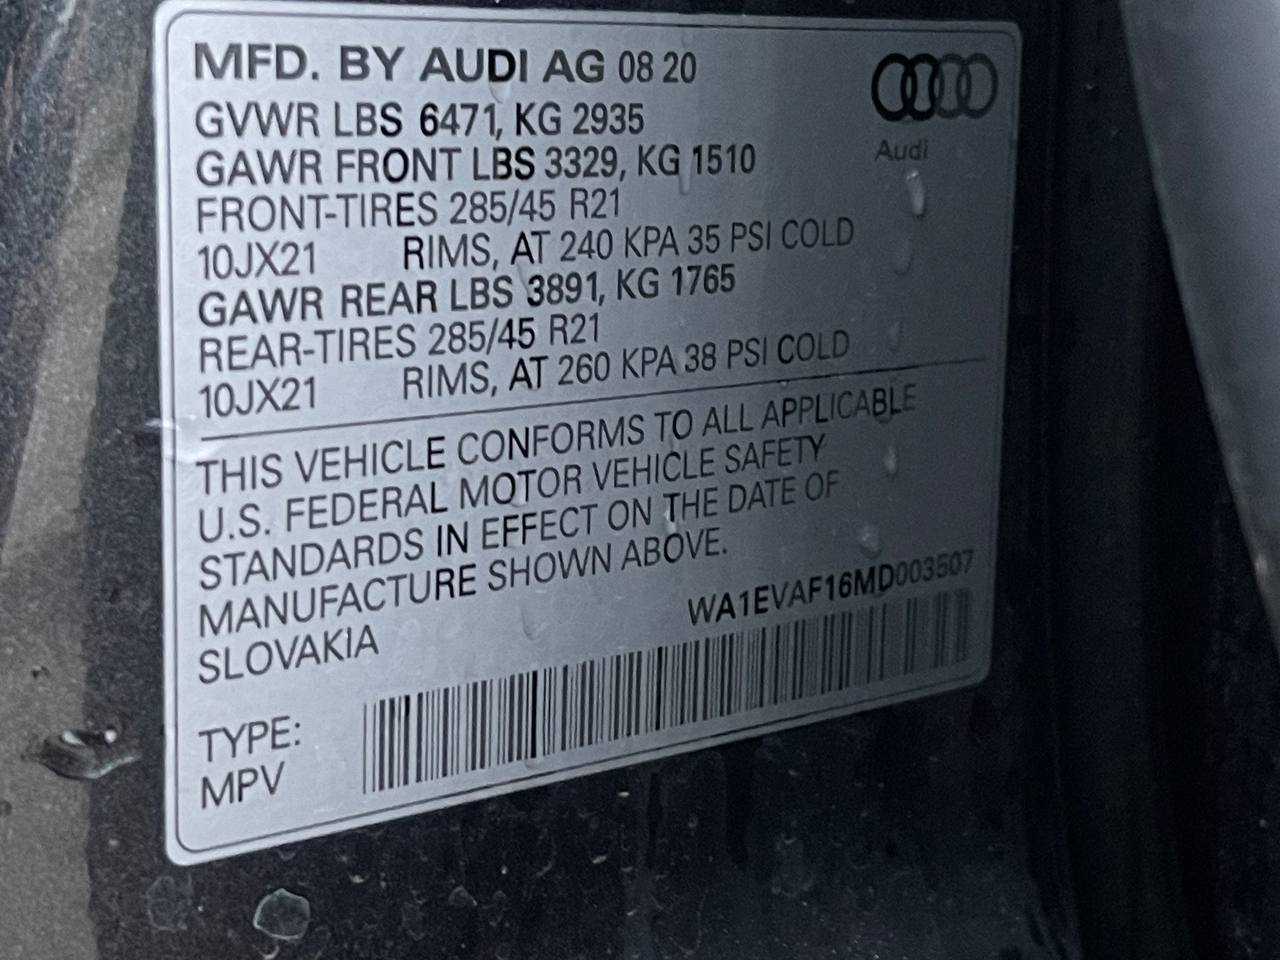 MFD. BY AUDI AG 08 20
GVWR LBS 6471, KG 2935
GAWR FRONT LBS 3329, KG 1510
FRONT-TIRES 285/45 R21
10JX21 RIMS, AT 240 KPA 35 PSI COLD
GAWR REAR LBS 3891, KG 1765
REAR-TIRES 285/45 R21
10JX21 RIMS, AT 260 KPA 38 PSI COLD
Audi
THIS VEHICLE CONFORMS TO ALL APPLICABLE
U.S. FEDERAL MOTOR VEHICLE SAFETY
STANDARDS IN EFFECT ON THE DATE OF
MANUFACTURE SHOWN ABOVE.
SLOVAKIA
WA1EVAF16MD003507
TYPE:
MPV